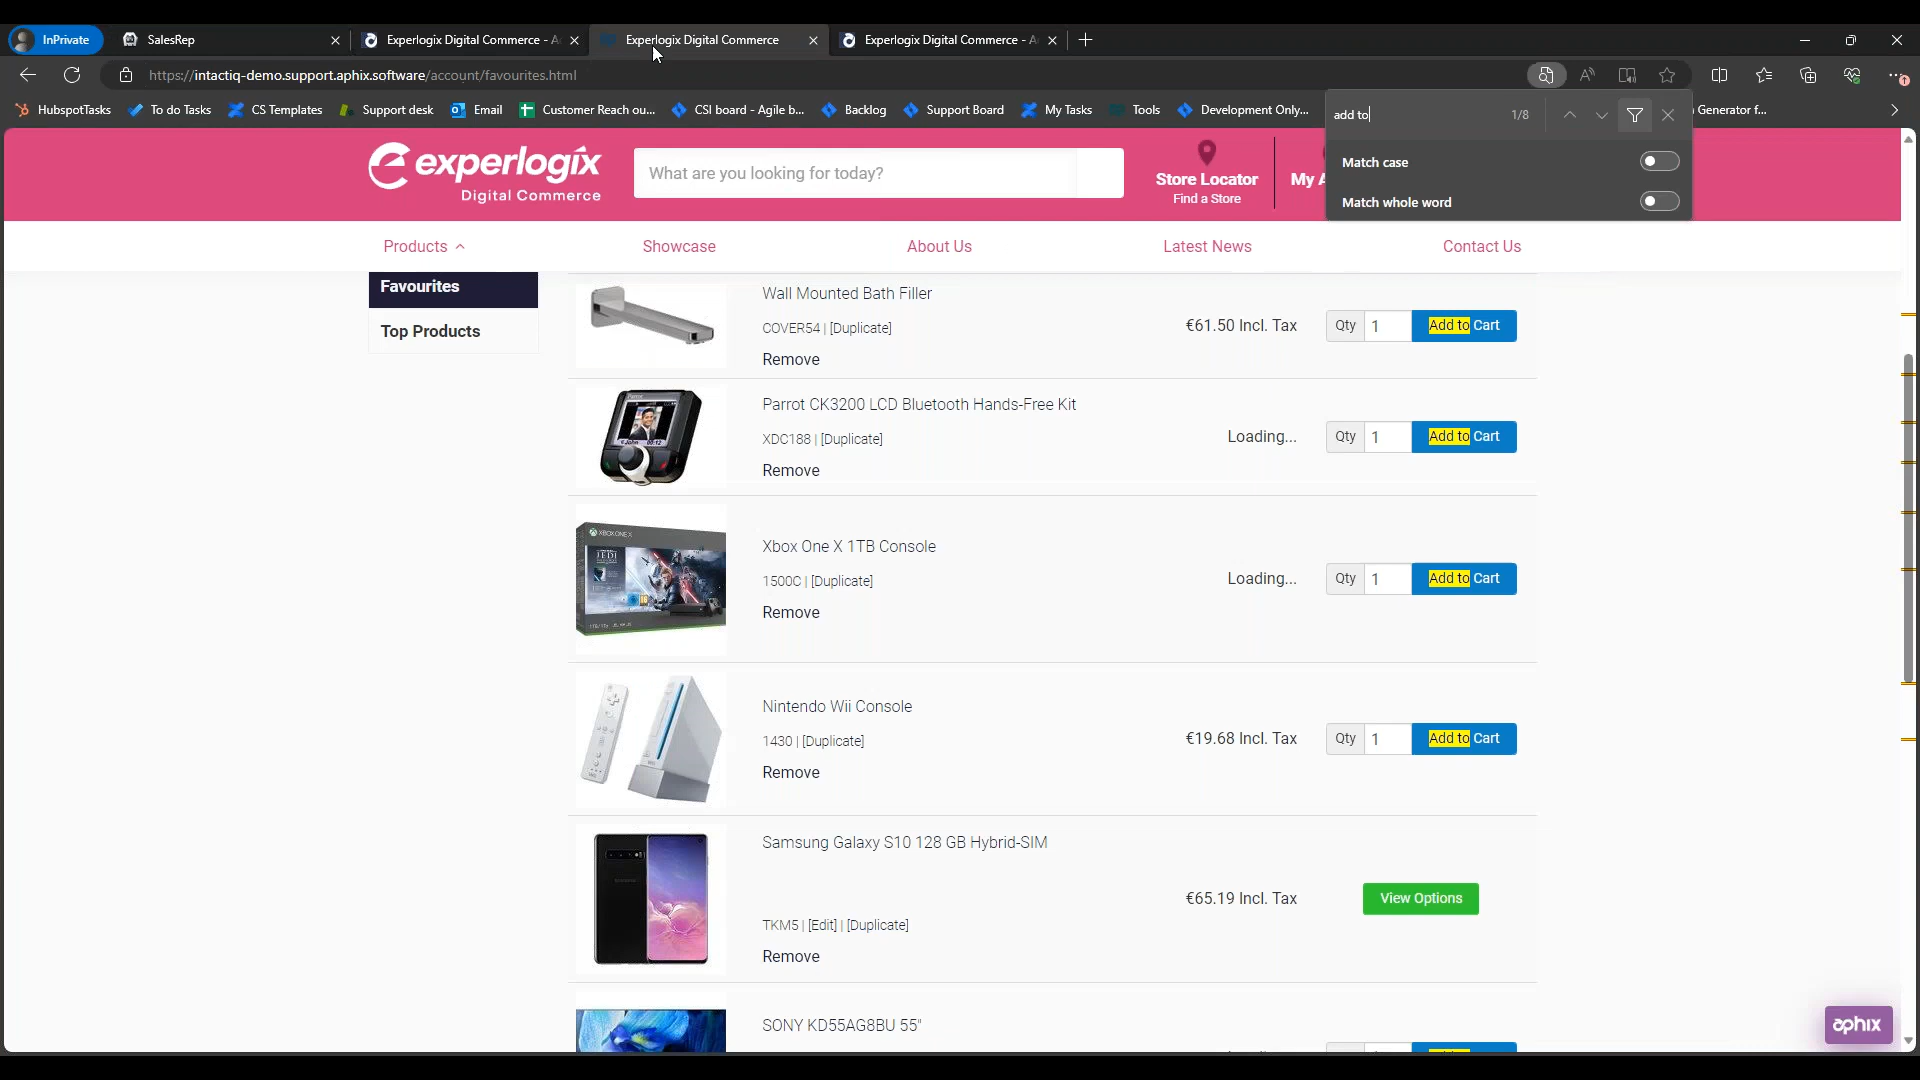 InPrivate
SalesRep
Experlogix Digital Commerce - A
Experlogix Digital Commerce
Experlogix Digital Commerce - A
https://intactiq-demo.support.aphix.software/account/favourites.html
HubspotTasks
To do Tasks
CS Templates
Support desk
Email
Customer Reach ou...
CSI board - Agile b...
Backlog
Support Board
My Tasks
Tools
Development Only...
Generator f...
add to
1/8
Match case
Match whole word
experlogix
Digital Commerce
What are you looking for today?
Store Locator
Find a Store
My A
Products
Showcase
About Us
Latest News
Contact Us
Favourites
Top Products
Wall Mounted Bath Filler
COVER54 | [Duplicate]
Remove
€61.50 Incl. Tax
Qty 1 Add to Cart
Parrot CK3200 LCD Bluetooth Hands-Free Kit
XDC188 | [Duplicate]
Remove
Loading...
Qty 1 Add to Cart
Xbox One X 1TB Console
1500C | [Duplicate]
Remove
Loading...
Qty 1 Add to Cart
Nintendo Wii Console
1430 | [Duplicate]
Remove
€19.68 Incl. Tax
Qty 1 Add to Cart
Samsung Galaxy S10 128 GB Hybrid-SIM
TKM5 | [Edit] | [Duplicate]
Remove
€65.19 Incl. Tax
View Options
SONY KD55AG8BU 55"
aphix